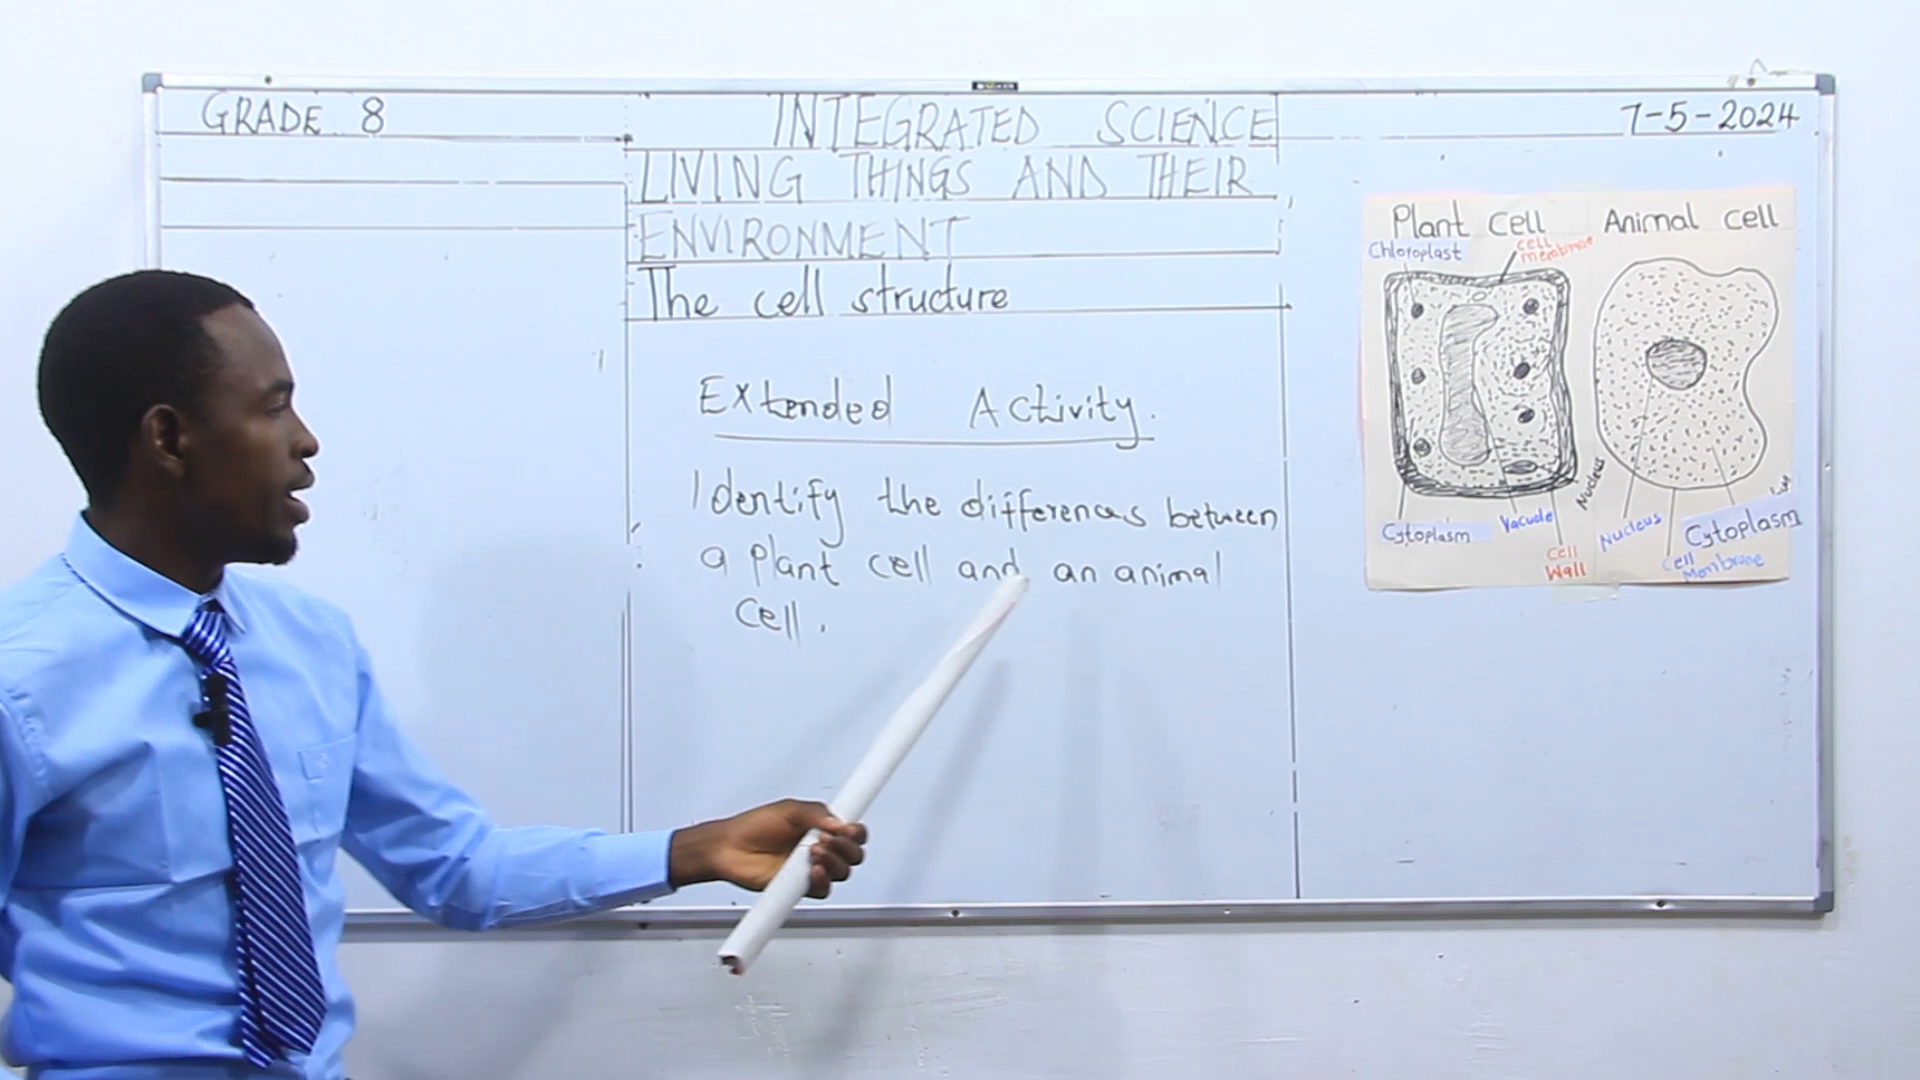 GRADE 8
INTEGRATED SCIENCE
7-5-2024
LIVING THINGS AND THEIR
ENVIRONMENT
The cell structure
Extended Activity.
Identify the differences between
a plant cell and an animal
cell.
Plant Cell
Chloroplast
cell
membrane
Nucleus
Cytoplasm
Vacuole
Cell
Wall
Animal cell
Nucleus
Cytoplasm
Cell
Membrane